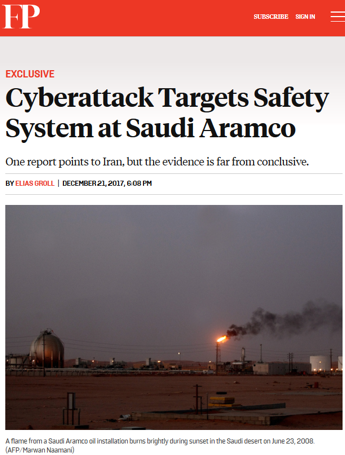 FP
SUBSCRIBE SIGN IN
EXCLUSIVE
Cyberattack Targets Safety
System at Saudi Aramco
One report points to Iran, but the evidence is far from conclusive.
BY ELIAS GROLL | DECEMBER 21, 2017, 6:08 PM
A flame from a Saudi Aramco oil installation burns brightly during sunset in the Saudi desert on June 23, 2008.
(AFP/Marwan Naamani)